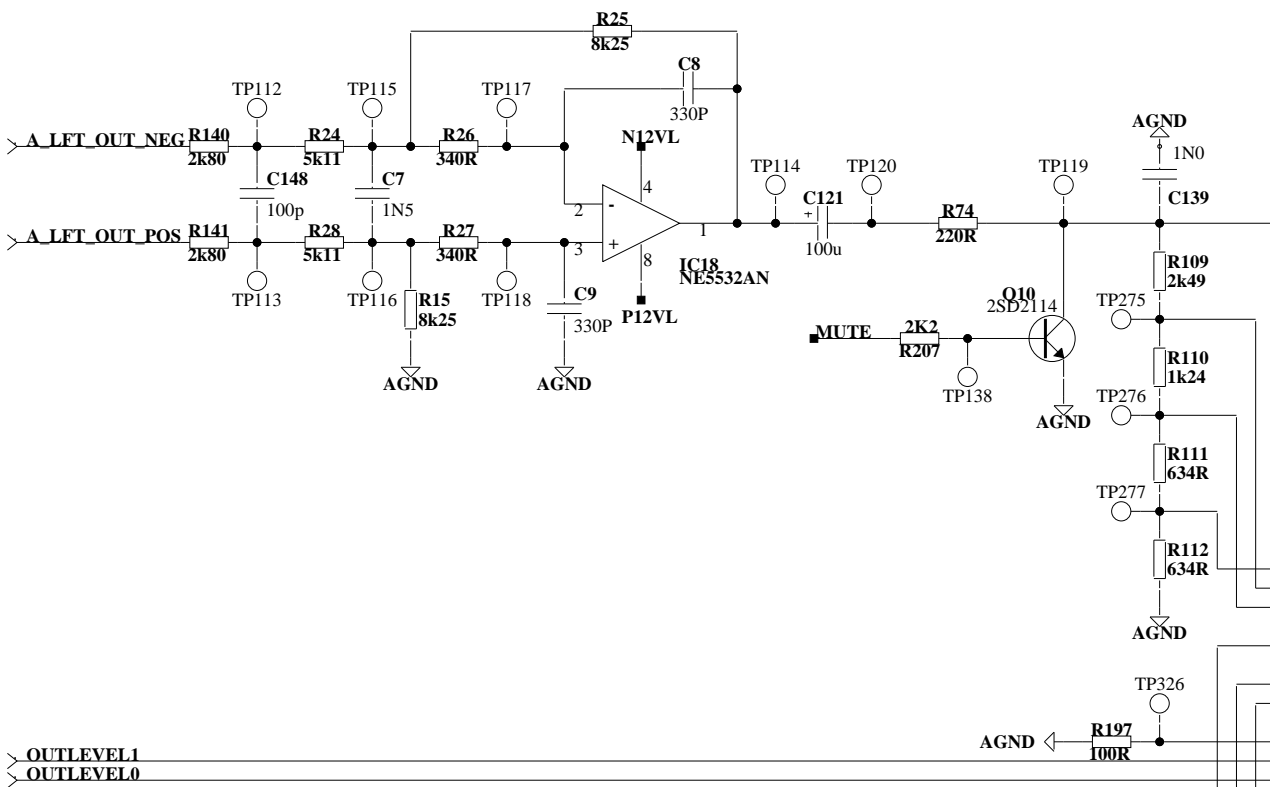 R25
8k25
C8
330P
TP112
TP115
TP117
N12VL
AGND
1N0
C139
A_LFT_OUT_NEG
R140
2k80
R24
5k11
R26
340R
C148
100p
C7
1N5
4
2
-
+
3
8
1
TP114
TP120
TP119
C121
+
100u
R74
220R
A_LFT_OUT_POS
R141
2k80
R28
5k11
R27
340R
IC18
NE5532AN
TP113
TP116
TP118
R15
8k25
C9
330P
P12VL
AGND
AGND
Q10
2SD2114
MUTE
2K2
R207
TP138
AGND
R109
2k49
TP275
R110
1k24
TP276
R111
634R
TP277
R112
634R
AGND
TP326
AGND
R197
100R
OUTLEVEL1
OUTLEVEL0